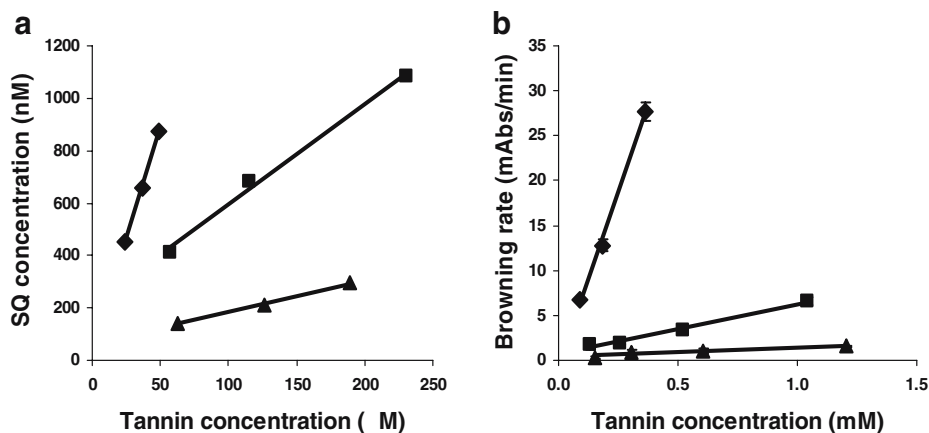 a
1200
1000
800
600
400
200
0
SQ concentration (nM)
0 50 100 150 200 250
Tannin concentration ( M)
b
35
30
25
20
15
10
5
0
Browning rate (mAbs/min)
0.0 0.5 1.0 1.5
Tannin concentration (mM)